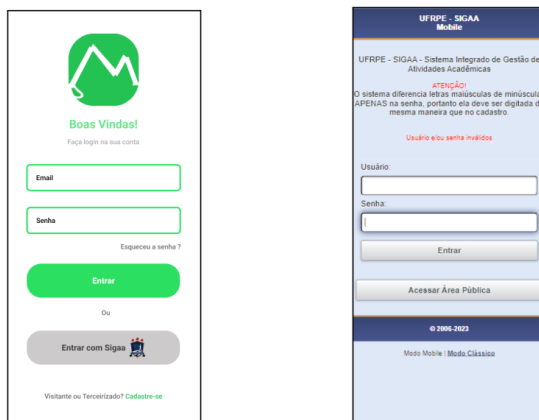 Boas Vindas!
Faça login na sua conta
Email
Senha
Esqueceu a senha ?
Entrar
Ou
Entrar com Sigaa
Visitante ou Terceirizado? Cadastre-se
UFRPE - SIGAA
Mobile
UFRPE - SIGAA - Sistema Integrado de Gestão de
Atividades Acadêmicas
ATENÇÃO!
O sistema diferencia letras maiúsculas de minúscula
APENAS na senha, portanto ela deve ser digitada d
mesma maneira que no cadastro.
Usuário e/ou senha inválidos
Usuário:
Senha:
Entrar
Acessar Área Pública
© 2006-2023
Modo Mobile | Modo Clássico